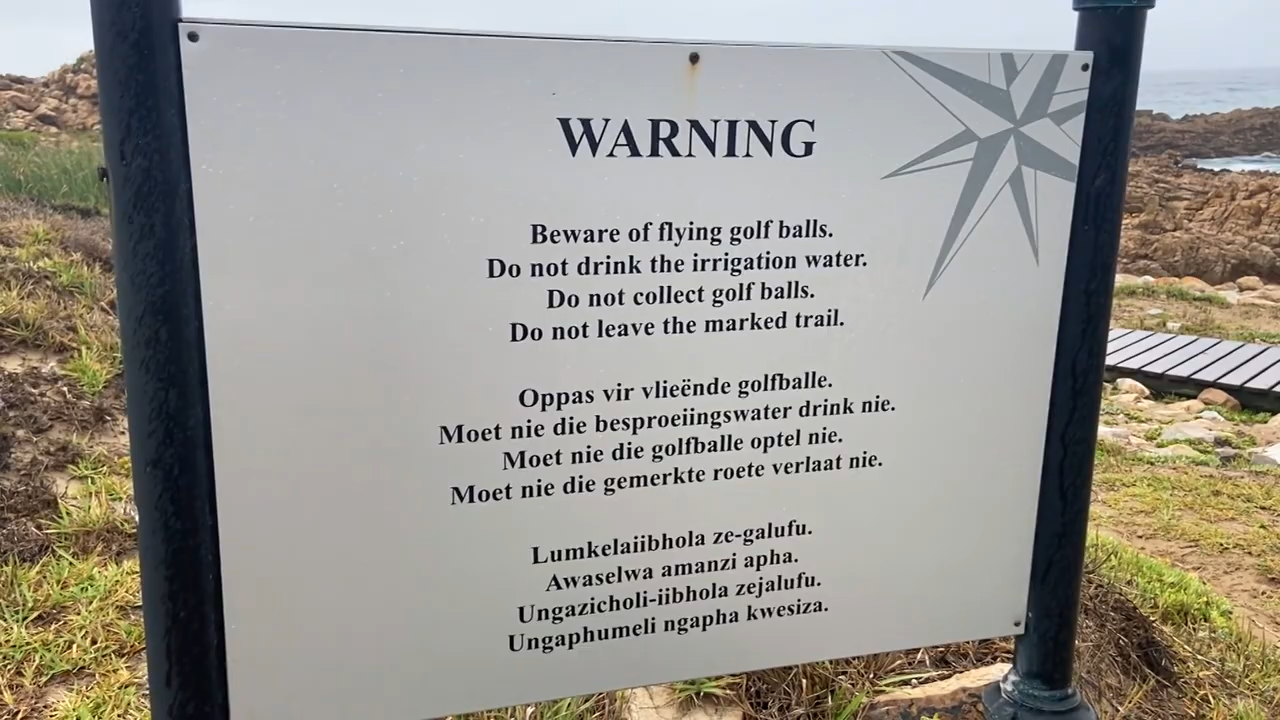 WARNING
Beware of flying golf balls.
Do not drink the irrigation water.
Do not collect golf balls.
Do not leave the marked trail.
Oppas vir vlieënde golfballe.
Moet nie die besproeiingswater drink nie.
Moet nie die golfballe optel nie.
Moet nie die gemerkte roete verlaat nie.
Lumkelaiibhola ze-galufu.
Awaselwa amanzi apha.
Ungazicholi-iibhola zejalufu.
Ungaphumeli ngapha kwesiza.